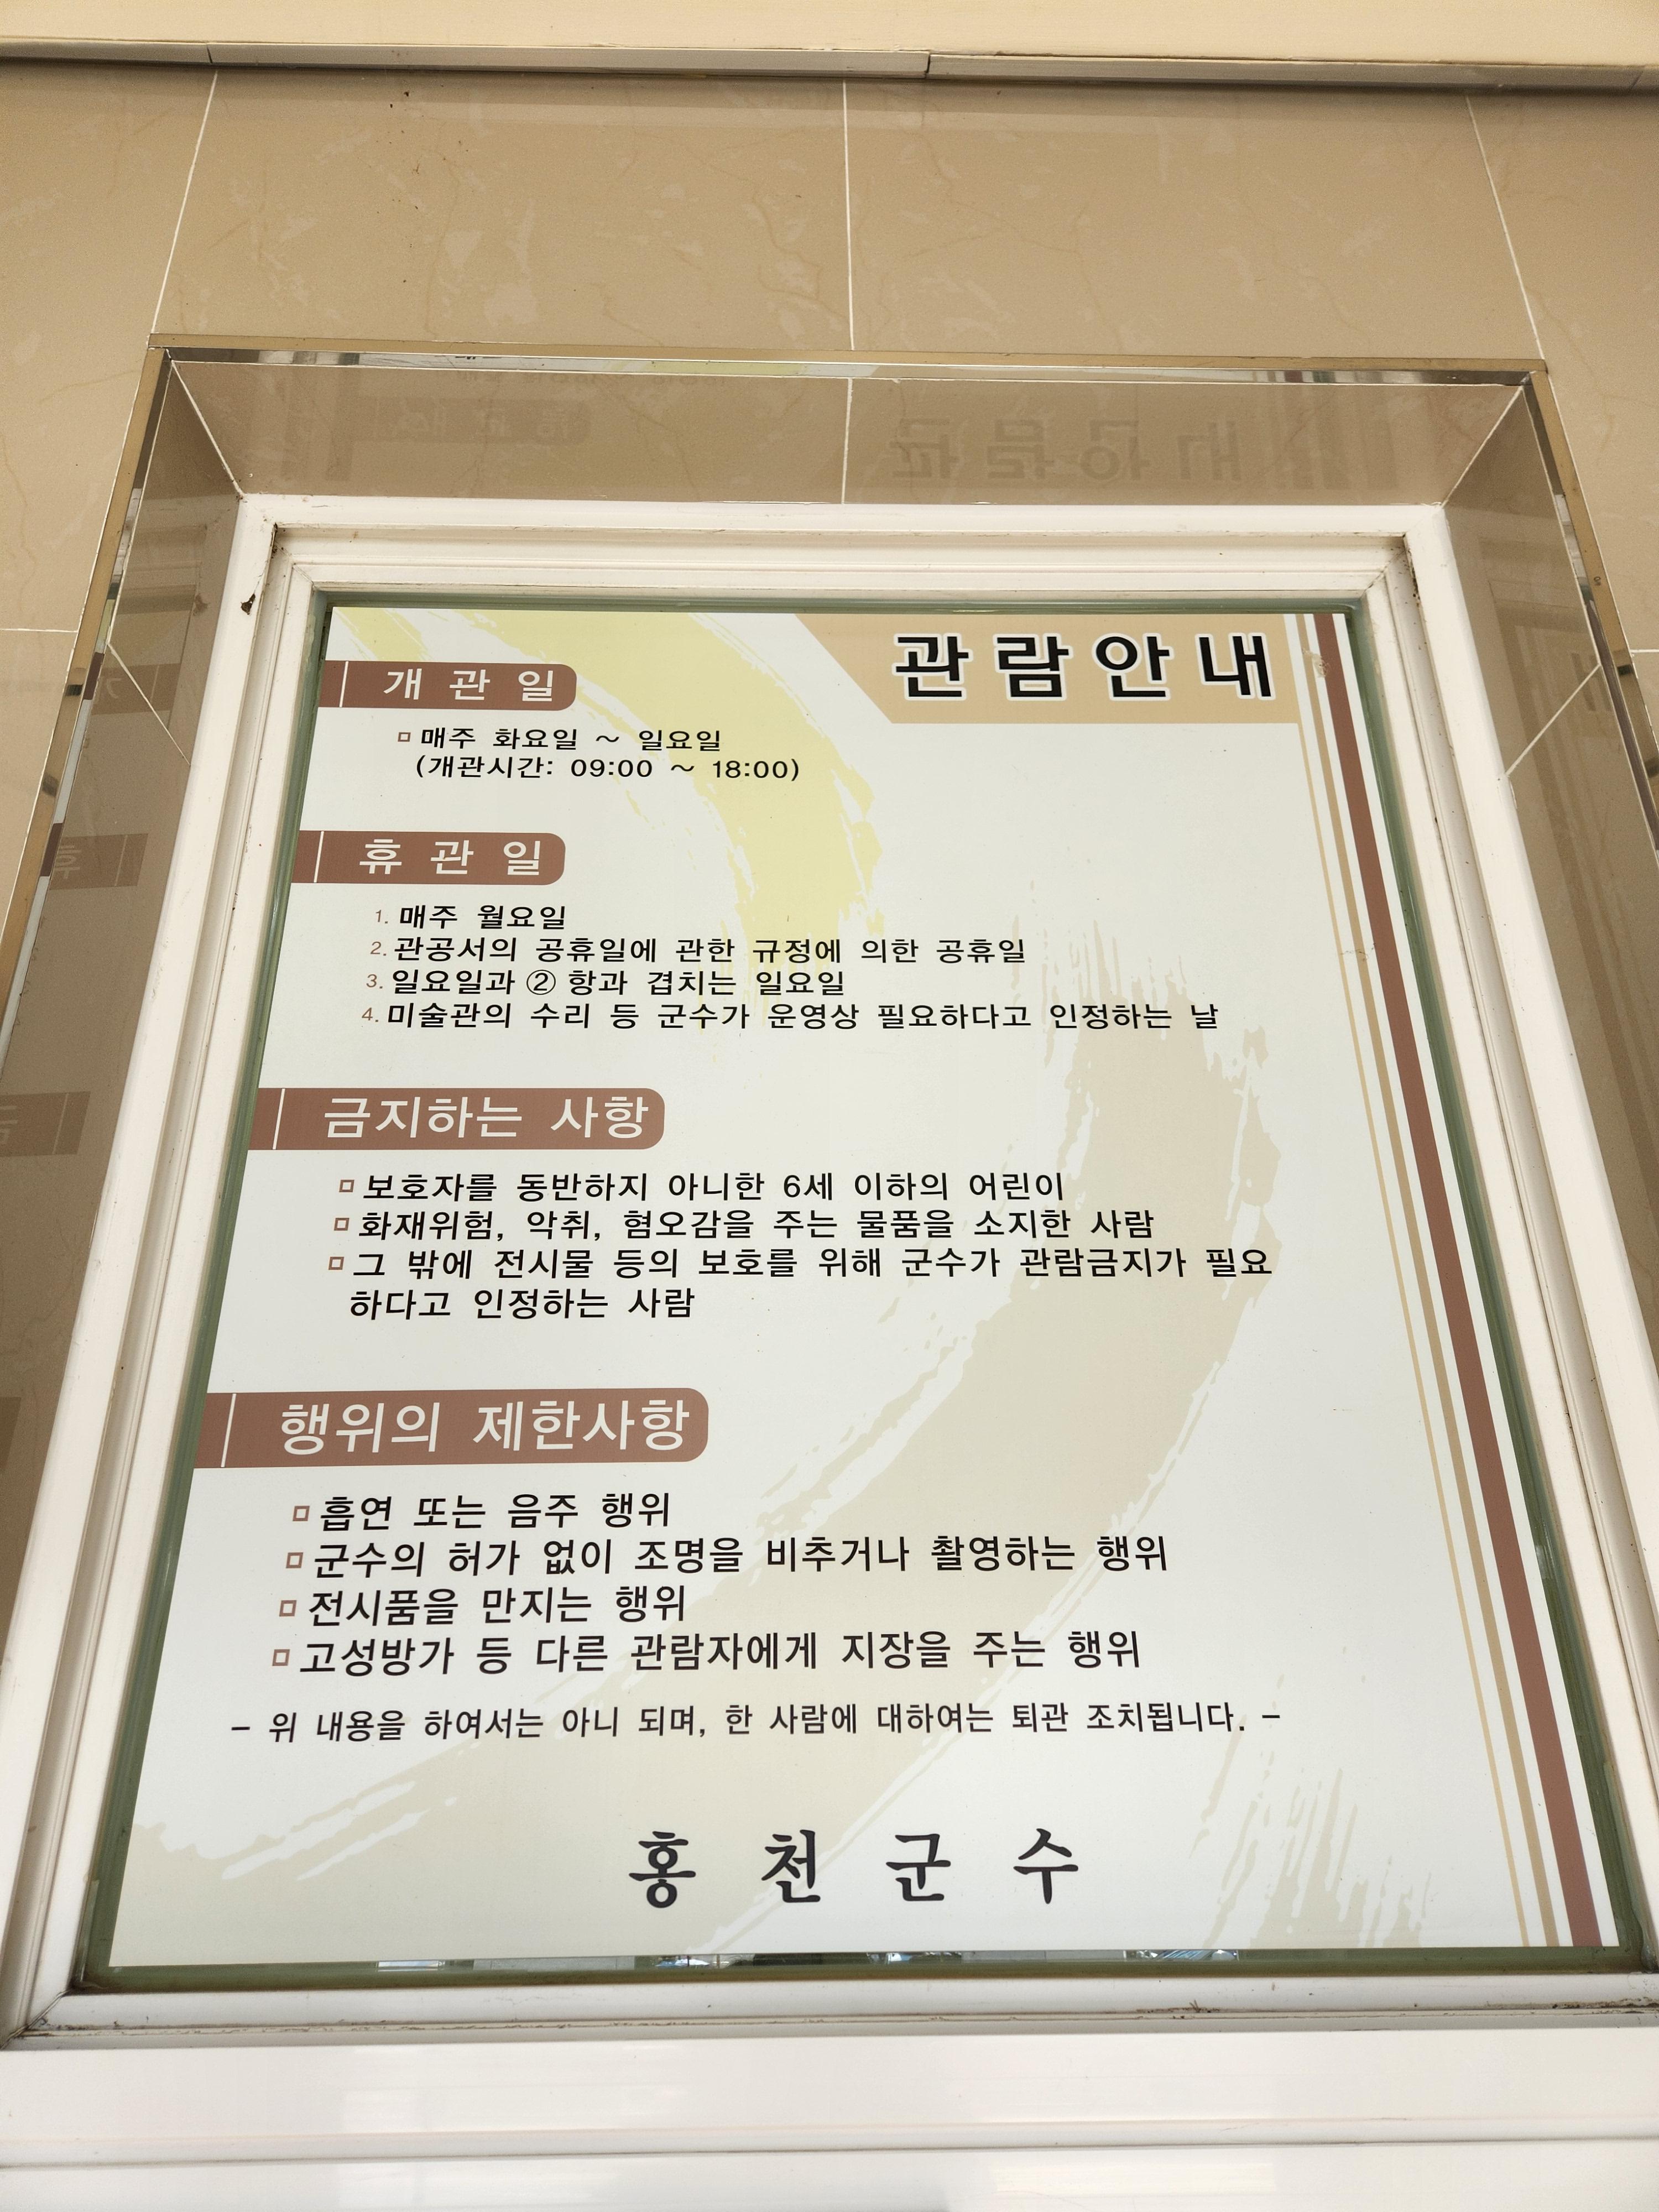 관람안내
개관일
매주 화요일 ~ 일요일
(개관시간: 09:00 ~ 18:00)
휴관일
1. 매주 월요일
2. 관공서의 공휴일에 관한 규정에 의한 공휴일
3. 일요일과 ② 항과 겹치는 일요일
4. 미술관의 수리 등 군수가 운영상 필요하다고 인정하는 날
금지하는 사항
보호자를 동반하지 아니한 6세 이하의 어린이
화재위험, 악취, 혐오감을 주는 물품을 소지한 사람
그 밖에 전시물 등의 보호를 위해 군수가 관람금지가 필요
하다고 인정하는 사람
행위의 제한사항
흡연 또는 음주 행위
군수의 허가 없이 조명을 비추거나 촬영하는 행위
전시품을 만지는 행위
고성방가 등 다른 관람자에게 지장을 주는 행위
- 위 내용을 하여서는 아니 되며, 한 사람에 대하여는 퇴관 조치됩니다. -
홍천군수